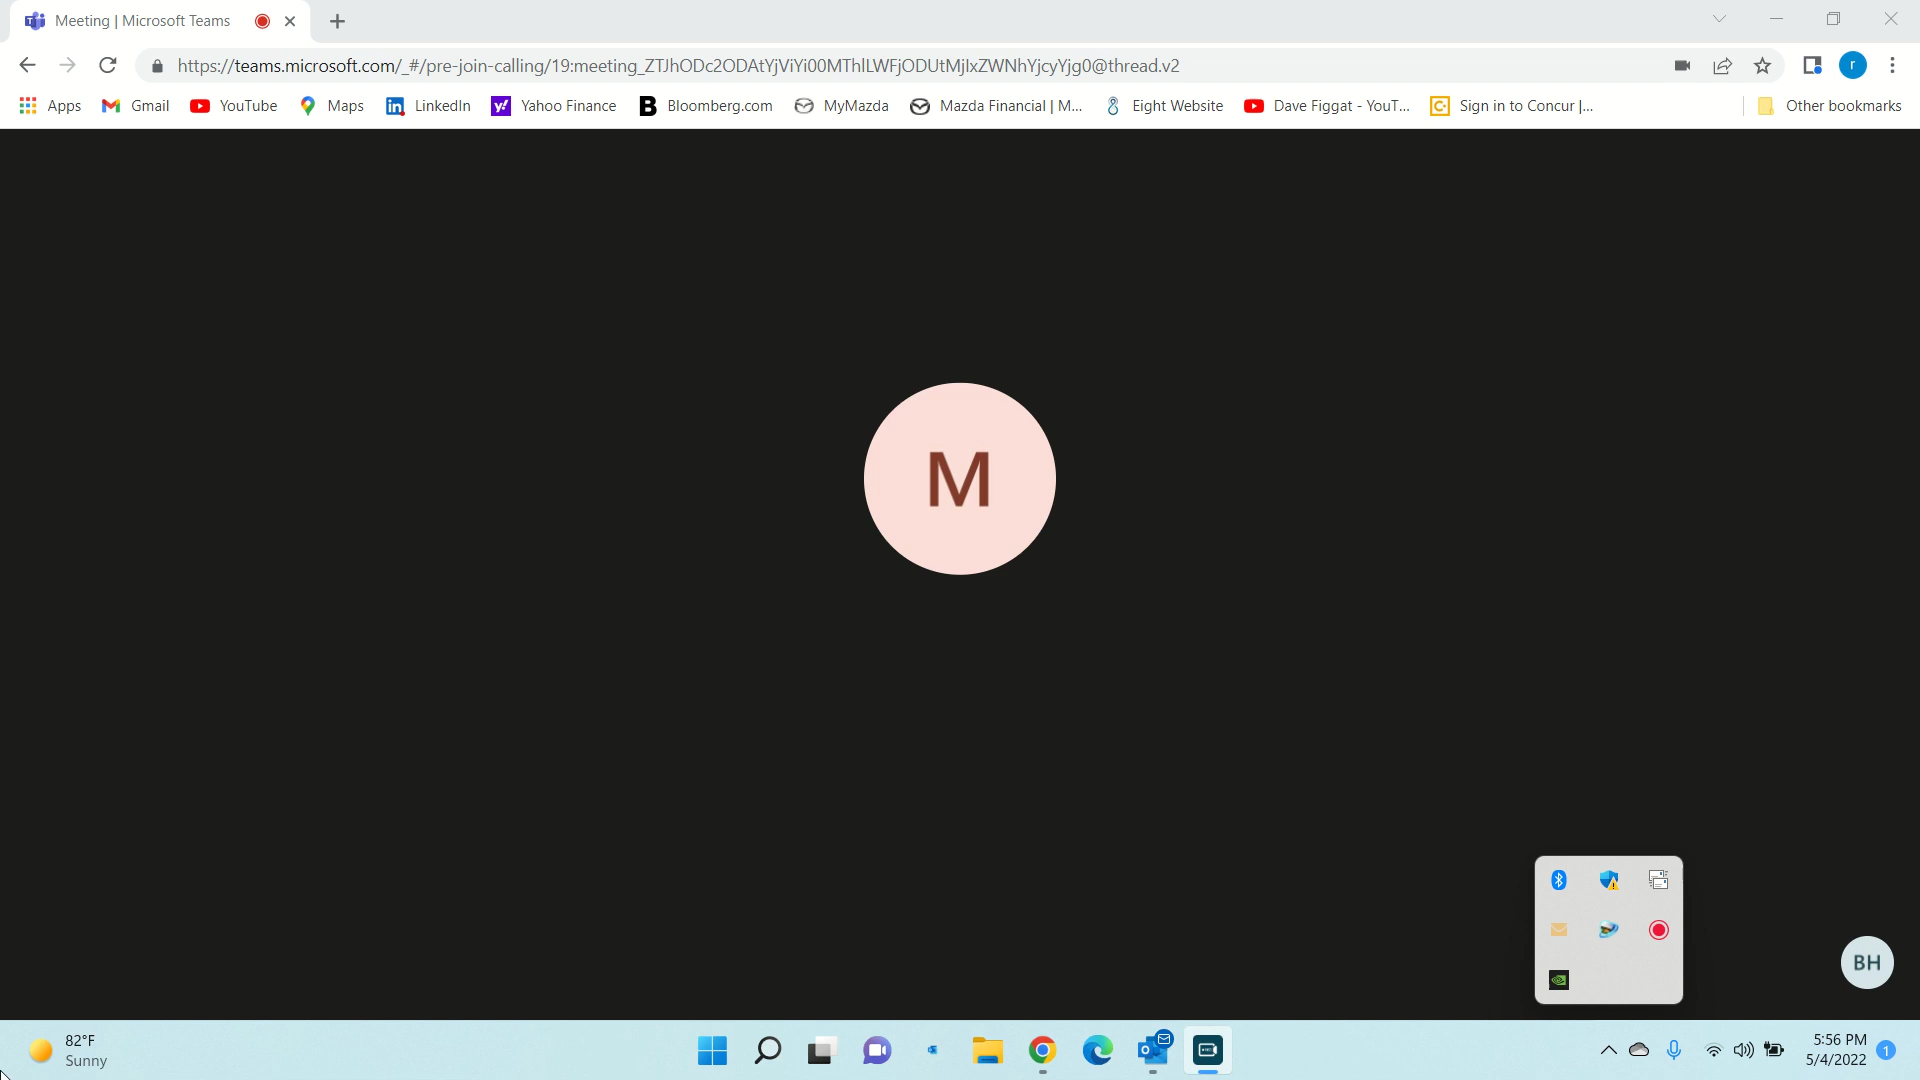 Meeting | Microsoft Teams
https://teams.microsoft.com/_#/pre-join-calling/19:meeting_ZTJhODc2ODAtYjViYi00MThlLWFjODUtMjIxZWNhYjcyYjg0@thread.v2
r
Apps Gmail YouTube Maps LinkedIn Yahoo Finance Bloomberg.com MyMazda Mazda Financial | M... Eight Website Dave Figgat - YouT... Sign in to Concur |... Other bookmarks
M
BH
82°F
Sunny
5:56 PM
5/4/2022
1